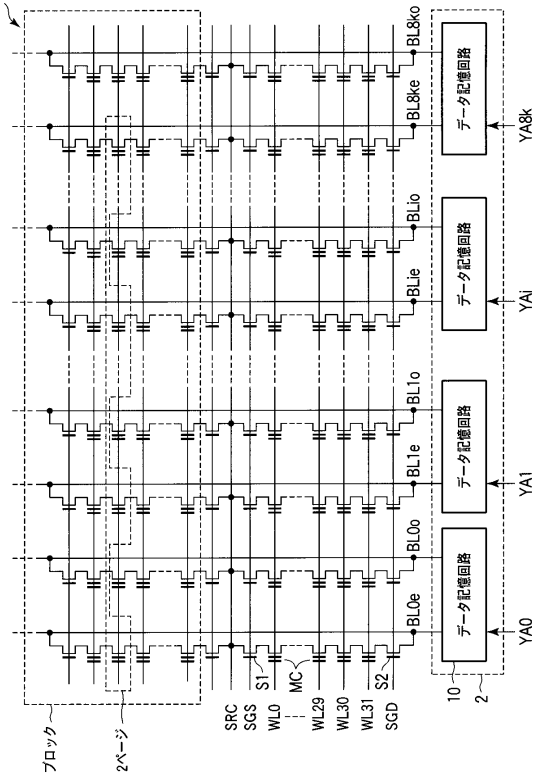 ブロック
2ページ
SRC
SGS
WL0
WL29
WL30
WL31
SGD
S1
MC
S2
BL0e
BL0o
BL1e
BL1o
BLie
BLio
BL8ke
BL8ko
データ記憶回路
データ記憶回路
データ記憶回路
データ記憶回路
10
2
YA0
YA1
YAi
YA8k